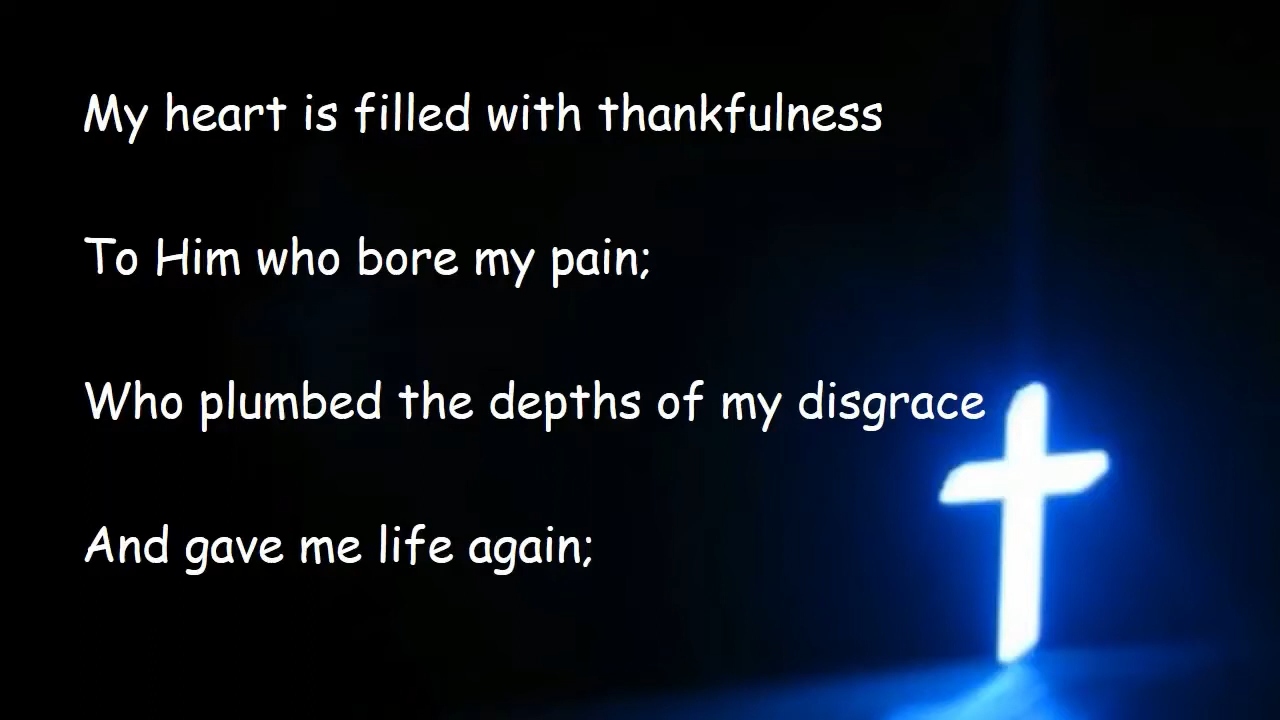 My heart is filled with thankfulness
To Him who bore my pain;
Who plumbed the depths of my disgrace
And gave me life again;